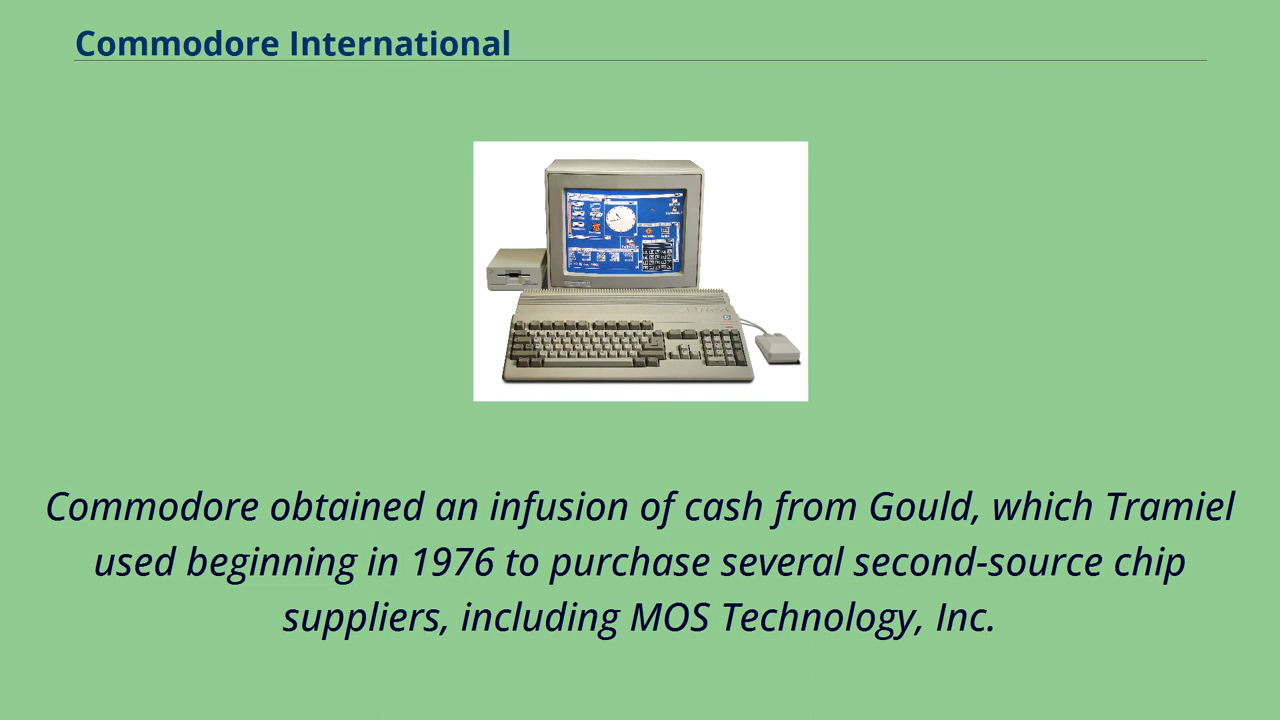 Commodore International
Commodore obtained an infusion of cash from Gould, which Tramiel
used beginning in 1976 to purchase several second-source chip
suppliers, including MOS Technology, Inc.